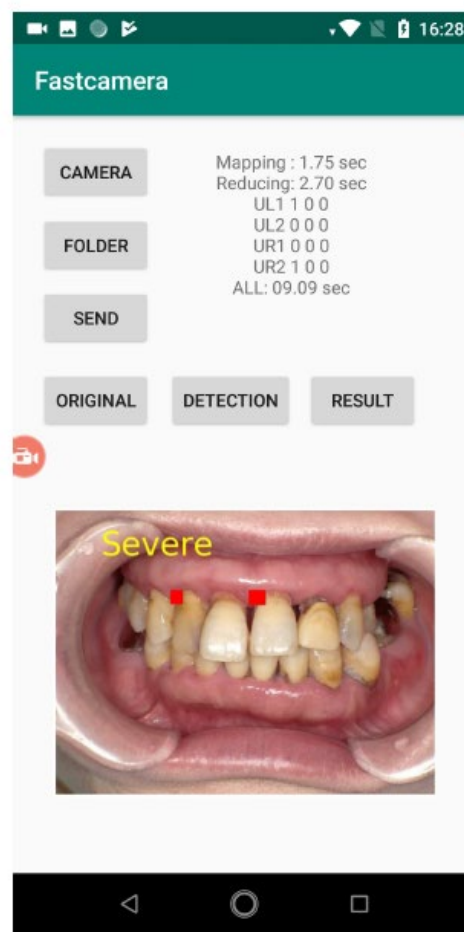 16:28
Fastcamera
CAMERA
FOLDER
SEND
Mapping : 1.75 sec
Reducing: 2.70 sec
UL1 1 0 0
UL2 0 0 0
UR1 0 0 0
UR2 1 0 0
ALL: 09.09 sec
ORIGINAL DETECTION RESULT
Severe